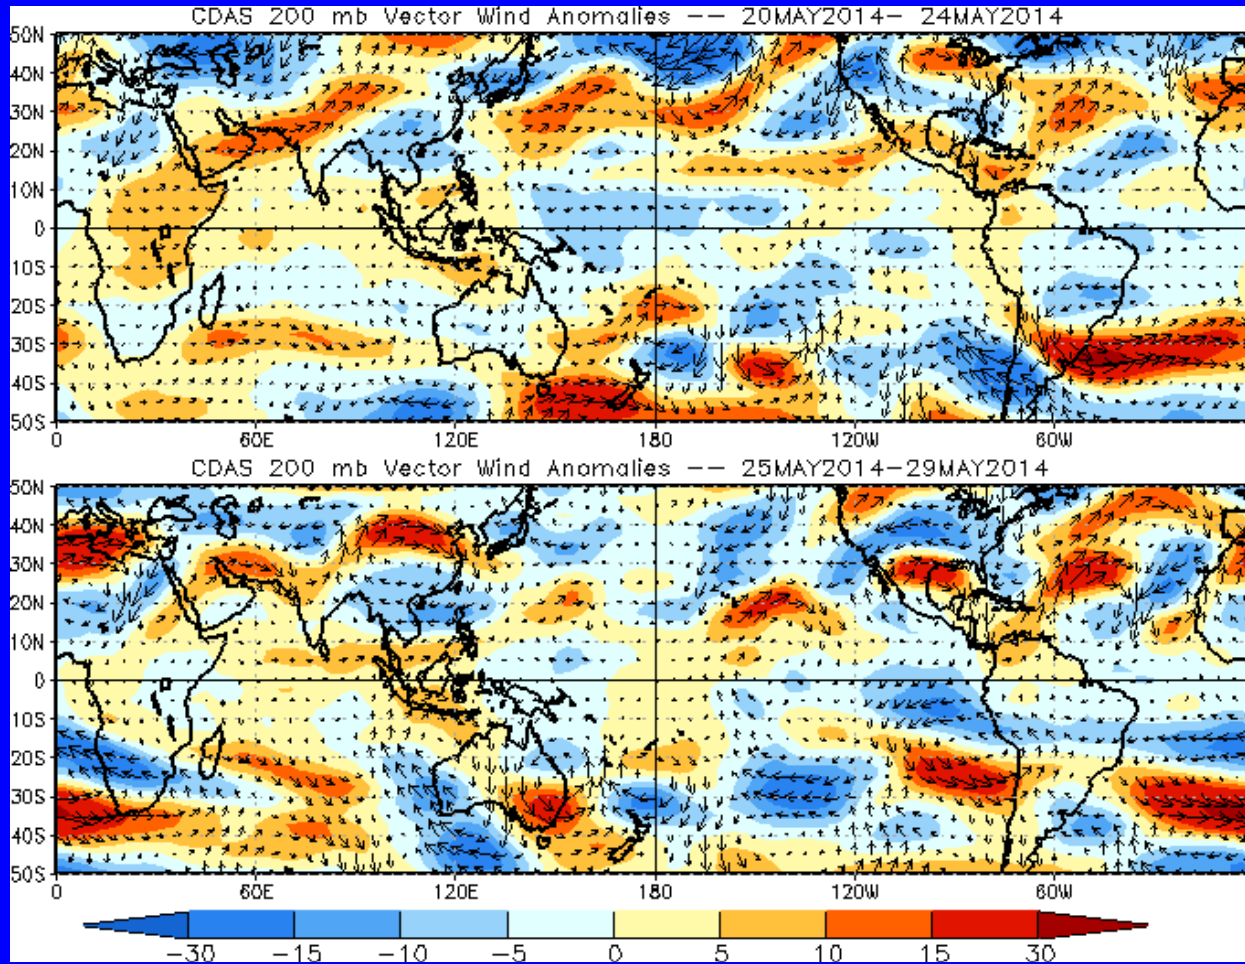 CDAS 200 mb Vector Wind Anomalies -- 20MAY2014- 24MAY2014
50N
40N
30N
20N
10N
0
10S
20S
30S
40S
50S
0 60E 120E 180 120W 60W
CDAS 200 mb Vector Wind Anomalies -- 25MAY2014-29MAY2014
50N
40N
30N
20N
10N
0
10S
20S
30S
40S
50S
0 60E 120E 180 120W 60W
-30 -15 -10 -5 0 5 10 15 30